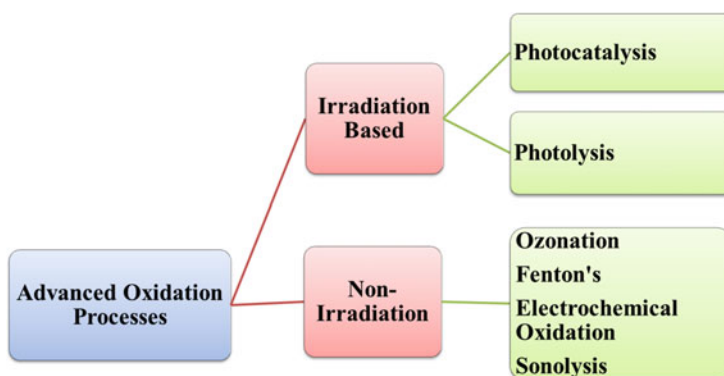 Photocatalysis
Irradiation
Based
Photolysis
Advanced Oxidation
Processes
Non-
Irradiation
Ozonation
Fenton's
Electrochemical
Oxidation
Sonolysis